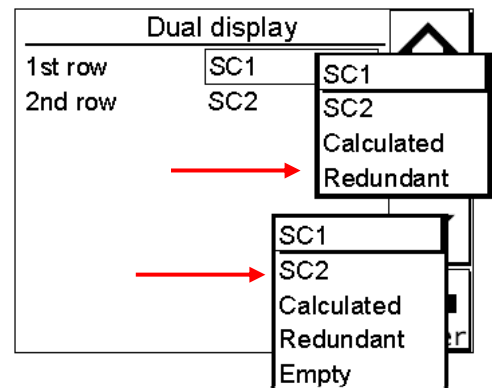 Dual display
1st row SC1
2nd row SC2
SC1
SC2
Calculated
Redundant
SC1
SC2
Calculated
Redundant
Empty